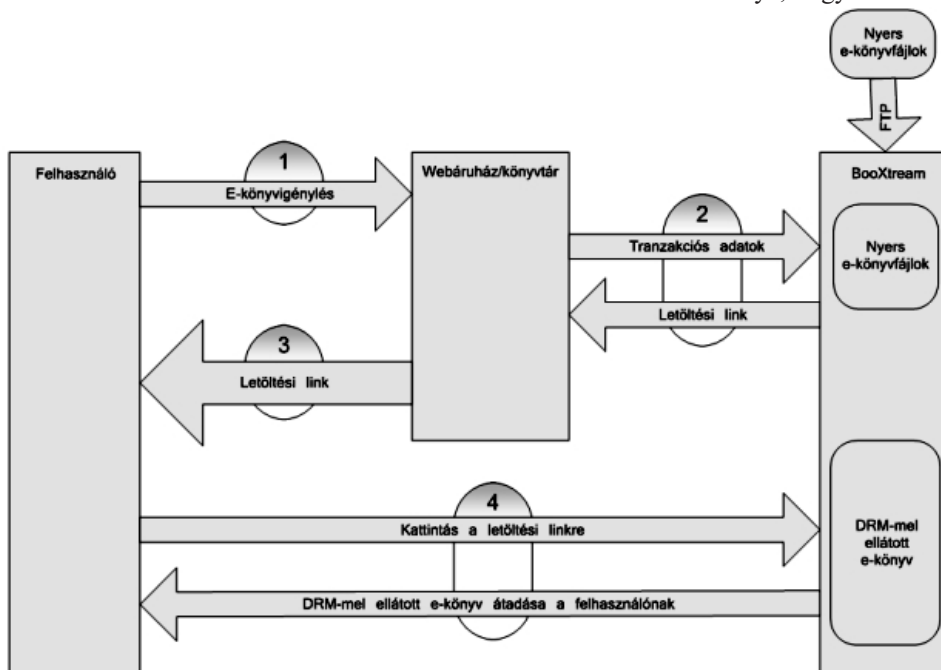 Nyers
e-könyvfájlok
FTP
Felhasználó
Webáruház/könyvtár
BooXtream
1
E-könyvigénylés
2
Tranzakciós adatok
Nyers
e-könyvfájlok
Letöltési link
3
Letöltési link
4
Kattintás a letöltési linkre
DRM-mel
ellátott
e-könyv
DRM-mel ellátott e-könyv átadása a felhasználónak